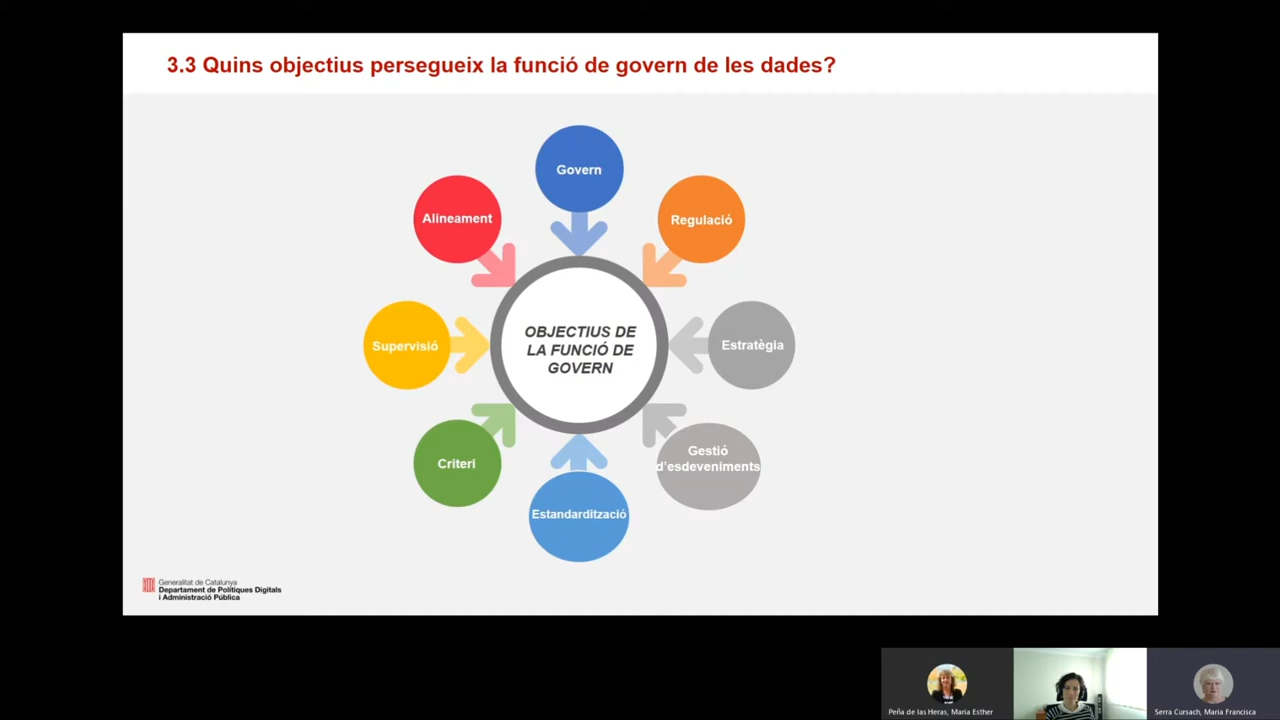 3.3 Quins objectius persegueix la funció de govern de les dades?
Govern
Alineament
Regulació
OBJECTIUS DE
LA FUNCIÓ DE
GOVERN
Supervisió
Estratègia
Criteri
Gestió
d'esdeveniments
Estandardització
Generalitat de Catalunya
Departament de Polítiques Digitals
i Administració Pública
Peña de las Heras, Maria Esther
Serra Cursach, Maria Francisca